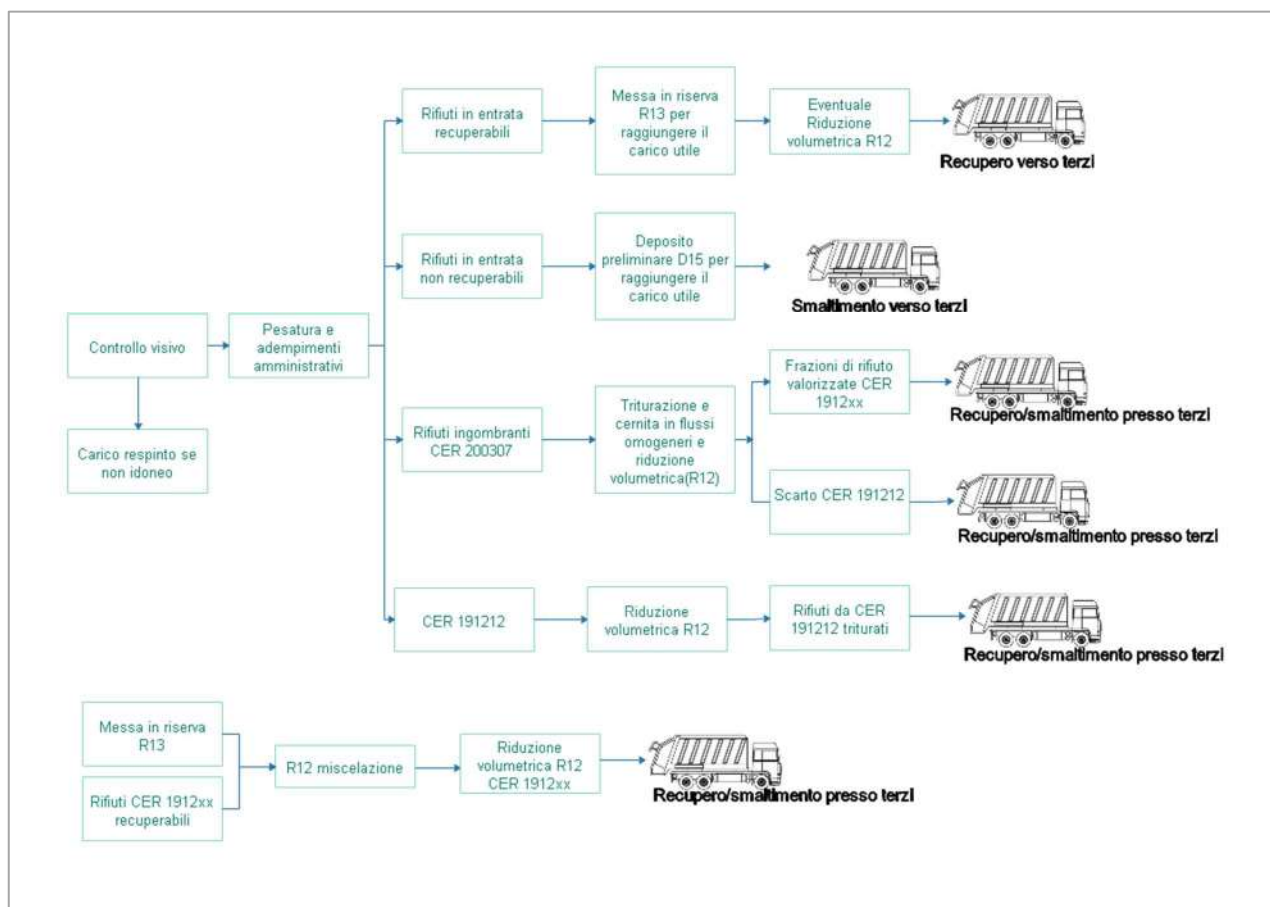 Rifiuti in entrata
recuperabili
Messa in riserva
R13 per
raggiungere il
carico utile
Eventuale
Riduzione
volumetrica R12
Recupero verso terzi
Rifiuti in entrata
non recuperabili
Deposito
preliminare D15 per
raggiungere il
carico utile
Smaltimento verso terzi
Controllo visivo
Pesatura e
adempimenti
amministrativi
Carico respinto se
non idoneo
Rifiuti ingombranti
CER 200307
Triturazione e
cernita in flussi
omogeneri e
riduzione
volumetrica(R12)
Frazioni di rifiuto
valorizzate CER
1912xx
Recupero/smaltimento presso terzi
Scarto CER 191212
Recupero/smaltimento presso terzi
CER 191212
Riduzione
volumetrica R12
Rifiuti da CER
191212 triturati
Recupero/smaltimento presso terzi
Messa in riserva
R13
Rifiuti CER 1912xx
recuperabili
R12 miscelazione
Riduzione
volumetrica R12
CER 1912xx
Recupero/smaltimento presso terzi